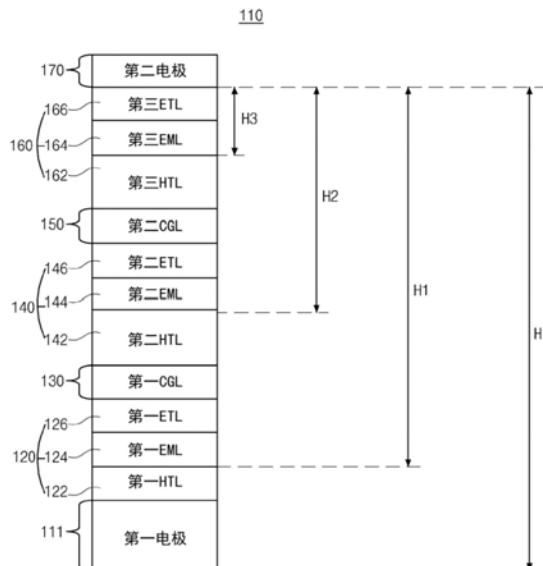 110
170 第二电极
166 第三ETL
H3
160 164 第三EML
162 第三HTL
H2
150 第二CGL
146 第二ETL
H1
140 144 第二EML
H
142 第二HTL
130 第一CGL
126 第一ETL
120 124 第一EML
122 第一HTL
111 第一电极